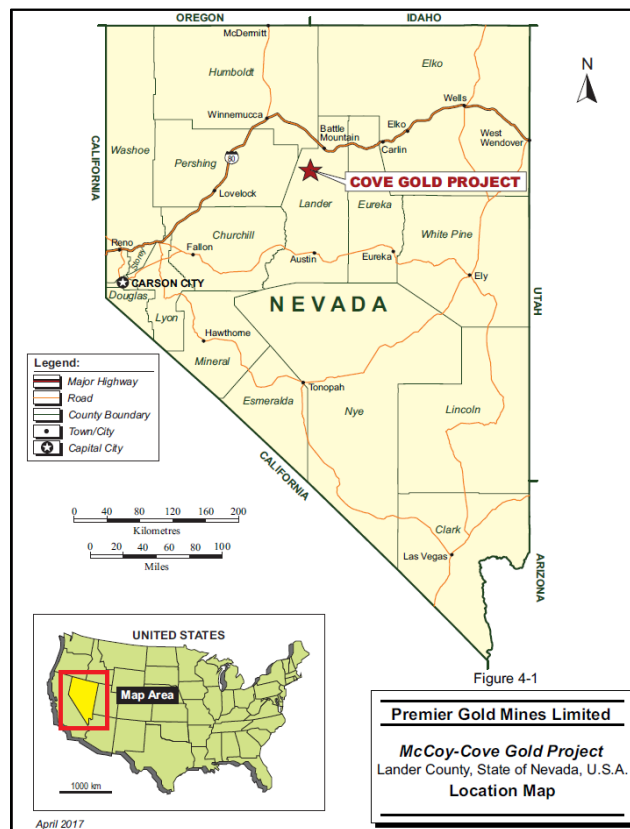 OREGON
IDAHO
McDermitt
Humboldt
Elko
N
Winnemucca
Wells
Battle
Mountain
Elko
Carlin
West
Wendover
CALIFORNIA
Washoe
Pershing
80
COVE GOLD PROJECT
Lovelock
Lander
Eureka
Churchill
White Pine
Reno
Storey
Fallon
Austin
Eureka
Ely
UTAH
CARSON CITY
Douglas
NEVADA
Lyon
Hawthorne
Mineral
Legend:
Major Highway
Road
County Boundary
Town/City
Capital City
Tonopah
Esmeralda
Nye
Lincoln
CALIFORNIA
0 40 80 120 160 200
Kilometres
0 20 40 60 80 100
Miles
Clark
Las Vegas
ARIZONA
UNITED STATES
Map Area
1000 km
Figure 4-1
Premier Gold Mines Limited
McCoy-Cove Gold Project
Lander County, State of Nevada, U.S.A.
Location Map
April 2017